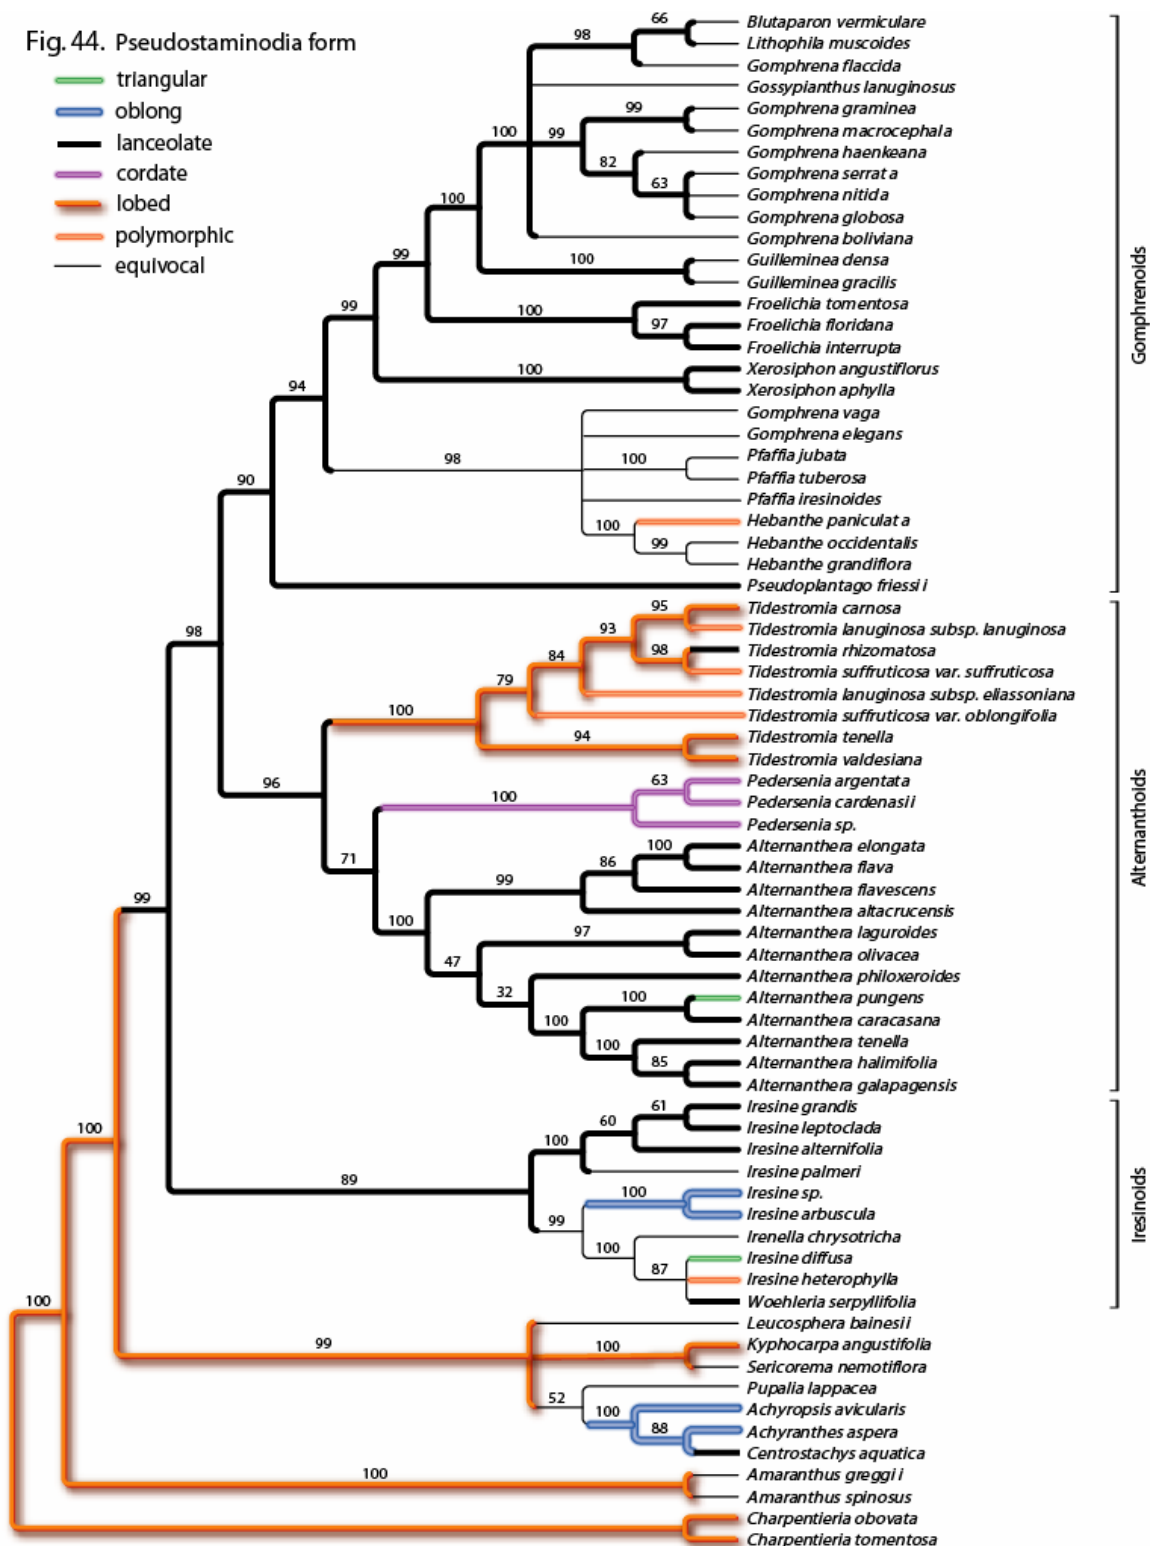 Fig. 44. Pseudostaminodia form
triangular
oblong
lanceolate
cordate
lobed
polymorphic
equivocal
66
Blutaparon vermiculare
98
Lithophila muscoides
Gomphrena flaccida
Gossypianthus lanuginosus
99
Gomphrena graminea
100
99
Gomphrena macrocephala
82
Gomphrena haenkeana
63
Gomphrena serrata
Gomphrena nitida
100
Gomphrena globosa
Gomphrena boliviana
99
100
Guilleminea densa
Guilleminea gracilis
99
100
Froelichia tomentosa
97
Froelichia floridana
Froelichia interrupta
100
Xerosiphon angustiflorus
94
Xerosiphon aphylla
Gomphrena vaga
Gomphrena elegans
98
100
Pfaffia jubata
90
Pfaffia tuberosa
Pfaffia iresinoides
100
Hebanthe paniculata
99
Hebanthe occidentalis
Hebanthe grandiflora
Pseudoplantago friessii
Gomphrenoids
98
95
Tidestromia carnosa
93
Tidestromia lanuginosa subsp. lanuginosa
84
98
Tidestromia rhizomatosa
79
Tidestromia suffruticosa var. suffruticosa
Tidestromia lanuginosa subsp. eliassoniana
100
Tidestromia suffruticosa var. oblongifolia
94
Tidestromia tenella
Tidestromia valdesiana
96
63
Pedersenia argentata
100
Pedersenia cardenasii
Pedersenia sp.
71
100
Alternanthera elongata
86
Alternanthera flava
99
Alternanthera flavescens
99
100
Alternanthera altacrucensis
97
Alternanthera laguroides
47
Alternanthera olivacea
32
Alternanthera philoxeroides
100
Alternanthera pungens
100
Alternanthera caracasana
100
Alternanthera tenella
85
Alternanthera halimifolia
Alternanthera galapagensis
Alternanthoids
100
61
Iresine grandis
60
Iresine leptoclada
100
Iresine alternifolia
89
Iresine palmeri
100
Iresine sp.
99
Iresine arbuscula
100
Irenella chrysotricha
87
Iresine diffusa
Iresine heterophylla
Woehleria serpyllifolia
Iresinoids
100
Leucosphera bainesii
99
100
Kyphocarpa angustifolia
Sericorema nemotiflora
52
Pupalia lappacea
100
Achyropsis avicularis
88
Achyranthes aspera
Centrostachys aquatica
100
Amaranthus greggii
Amaranthus spinosus
Charpentieria obovata
Charpentieria tomentosa